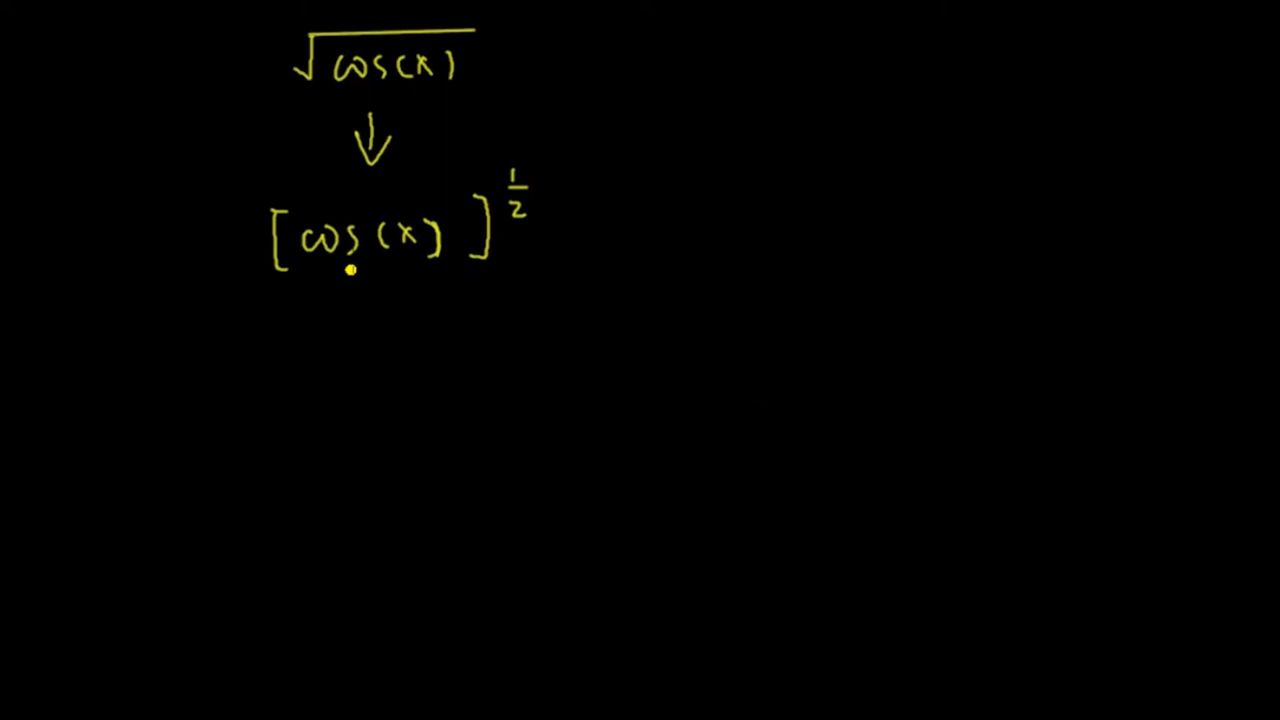 √cos(x)
↓
[cos(x)]^(1/2)